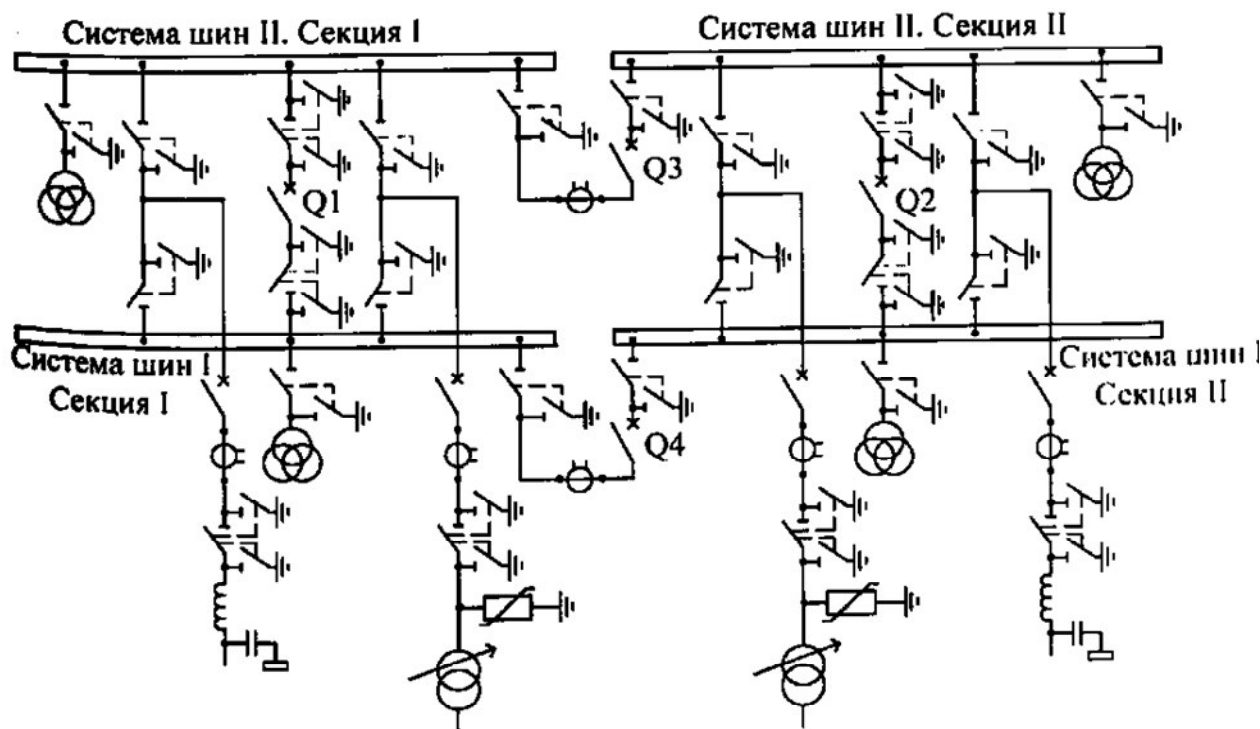 Система шин II. Секция I
Система шин II. Секция II
Q1
Q3
Q2
Система шин I
Секция I
Q4
Система шин I
Секция II